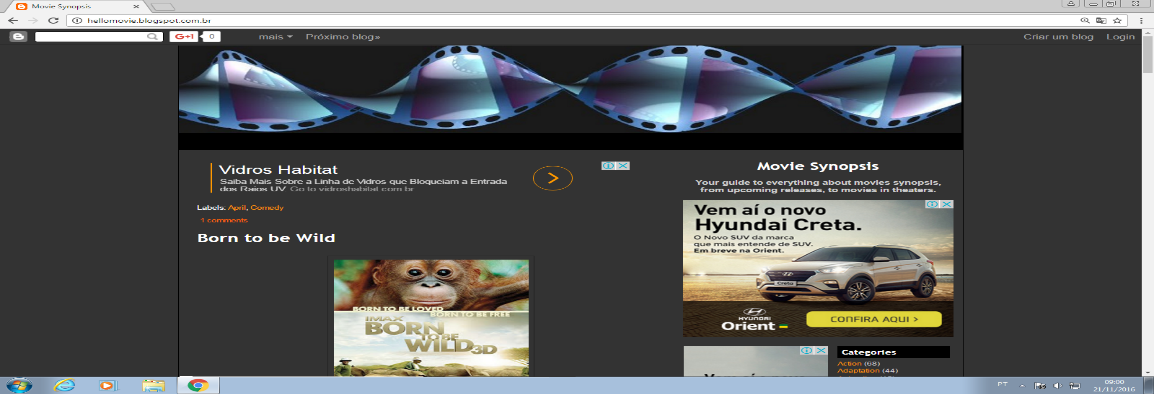 Movie Synopsis
hellomovie.blogspot.com.br
G+1 0
mais
Próximo blog»
Criar um blog
Login
Vidros Habitat
Saiba Mais Sobre a Linha de Vidros que Bloqueiam a Entrada
dos Raios UV. Go to vidroshabitat.com.br
Labels: April, Comedy
1 comments
Born to be Wild
BORN TO BE LOVED
BORN TO BE FREE
IMAX
BORN
TO BE
WILD 3D
Movie Synopsis
Your guide to everything about movies synopsis,
from upcoming releases, to movies in theaters.
Vem aí o novo
Hyundai Creta.
O Novo SUV da marca
que mais entende de SUV.
Em breve na Orient.
HYUNDAI
Orient
CONFIRA AQUI >
Categories
Action (68)
Adaptation (44)
PT
09:00
21/11/2016